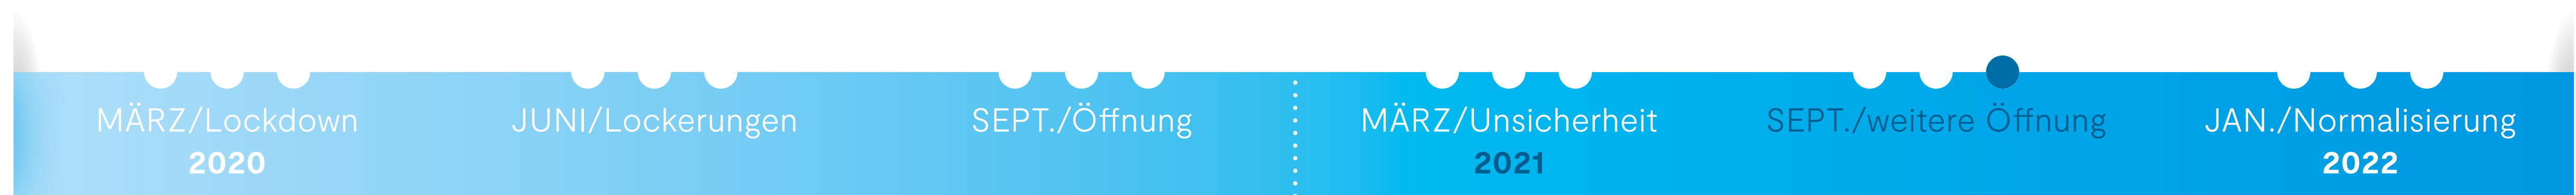 MÄRZ/Lockdown
2020
JUNI/Lockerungen
SEPT./Öffnung
MÄRZ/Unsicherheit
2021
SEPT./weitere Öffnung
JAN./Normalisierung
2022